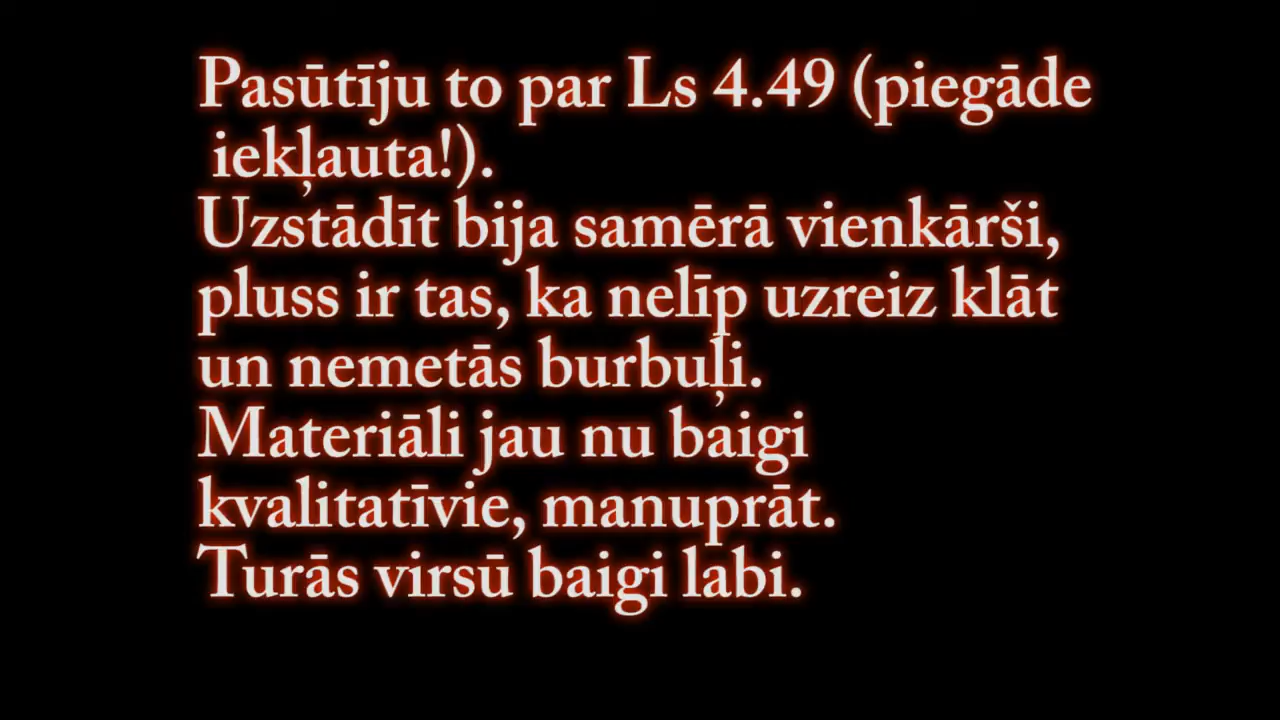 Pasūtīju to par Ls 4.49 (piegāde
iekļauta!).
Uzstādīt bija samērā vienkārši,
pluss ir tas, ka nelīp uzreiz klāt
un nemetās burbuļi.
Materiāli jau nu baigi
kvalitatīvie, manuprāt.
Turās virsū baigi labi.